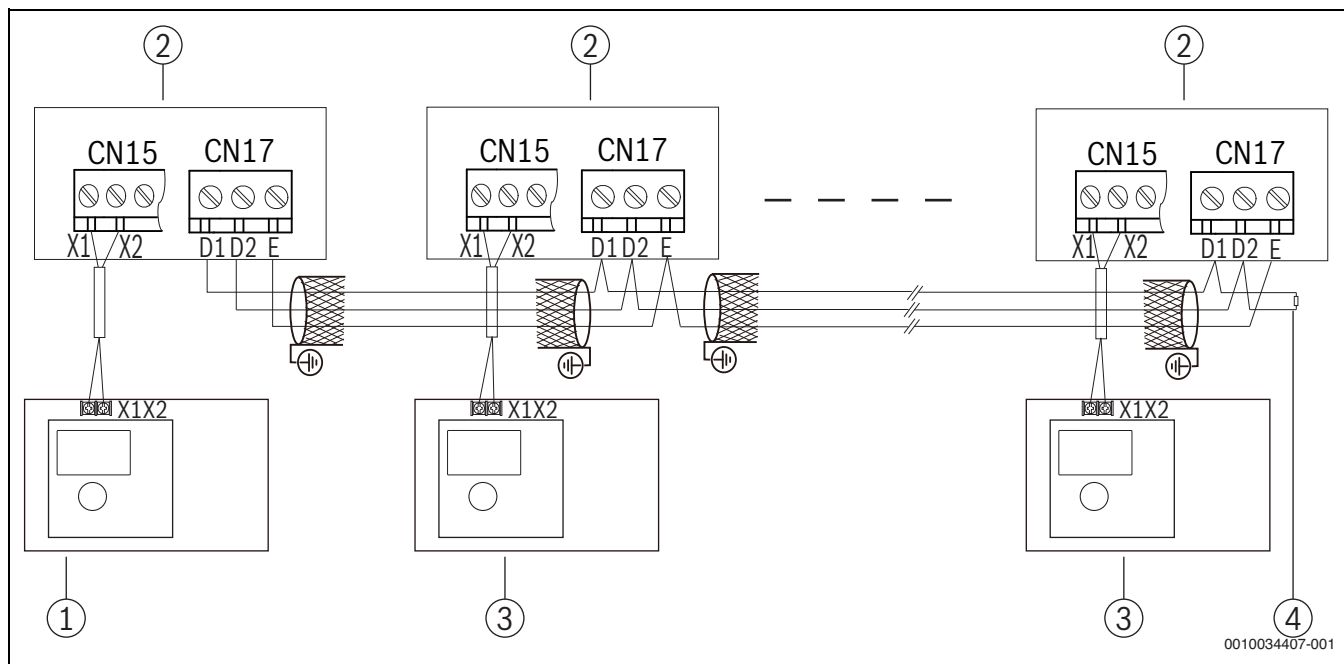 2 2 2
CN15 CN17 CN15 CN17 CN15 CN17
X1 X2 D1 D2 E X1 X2 D1 D2 E X1 X2 D1 D2 E
X1X2 X1X2 X1X2
1 3 3 4
0010034407-001